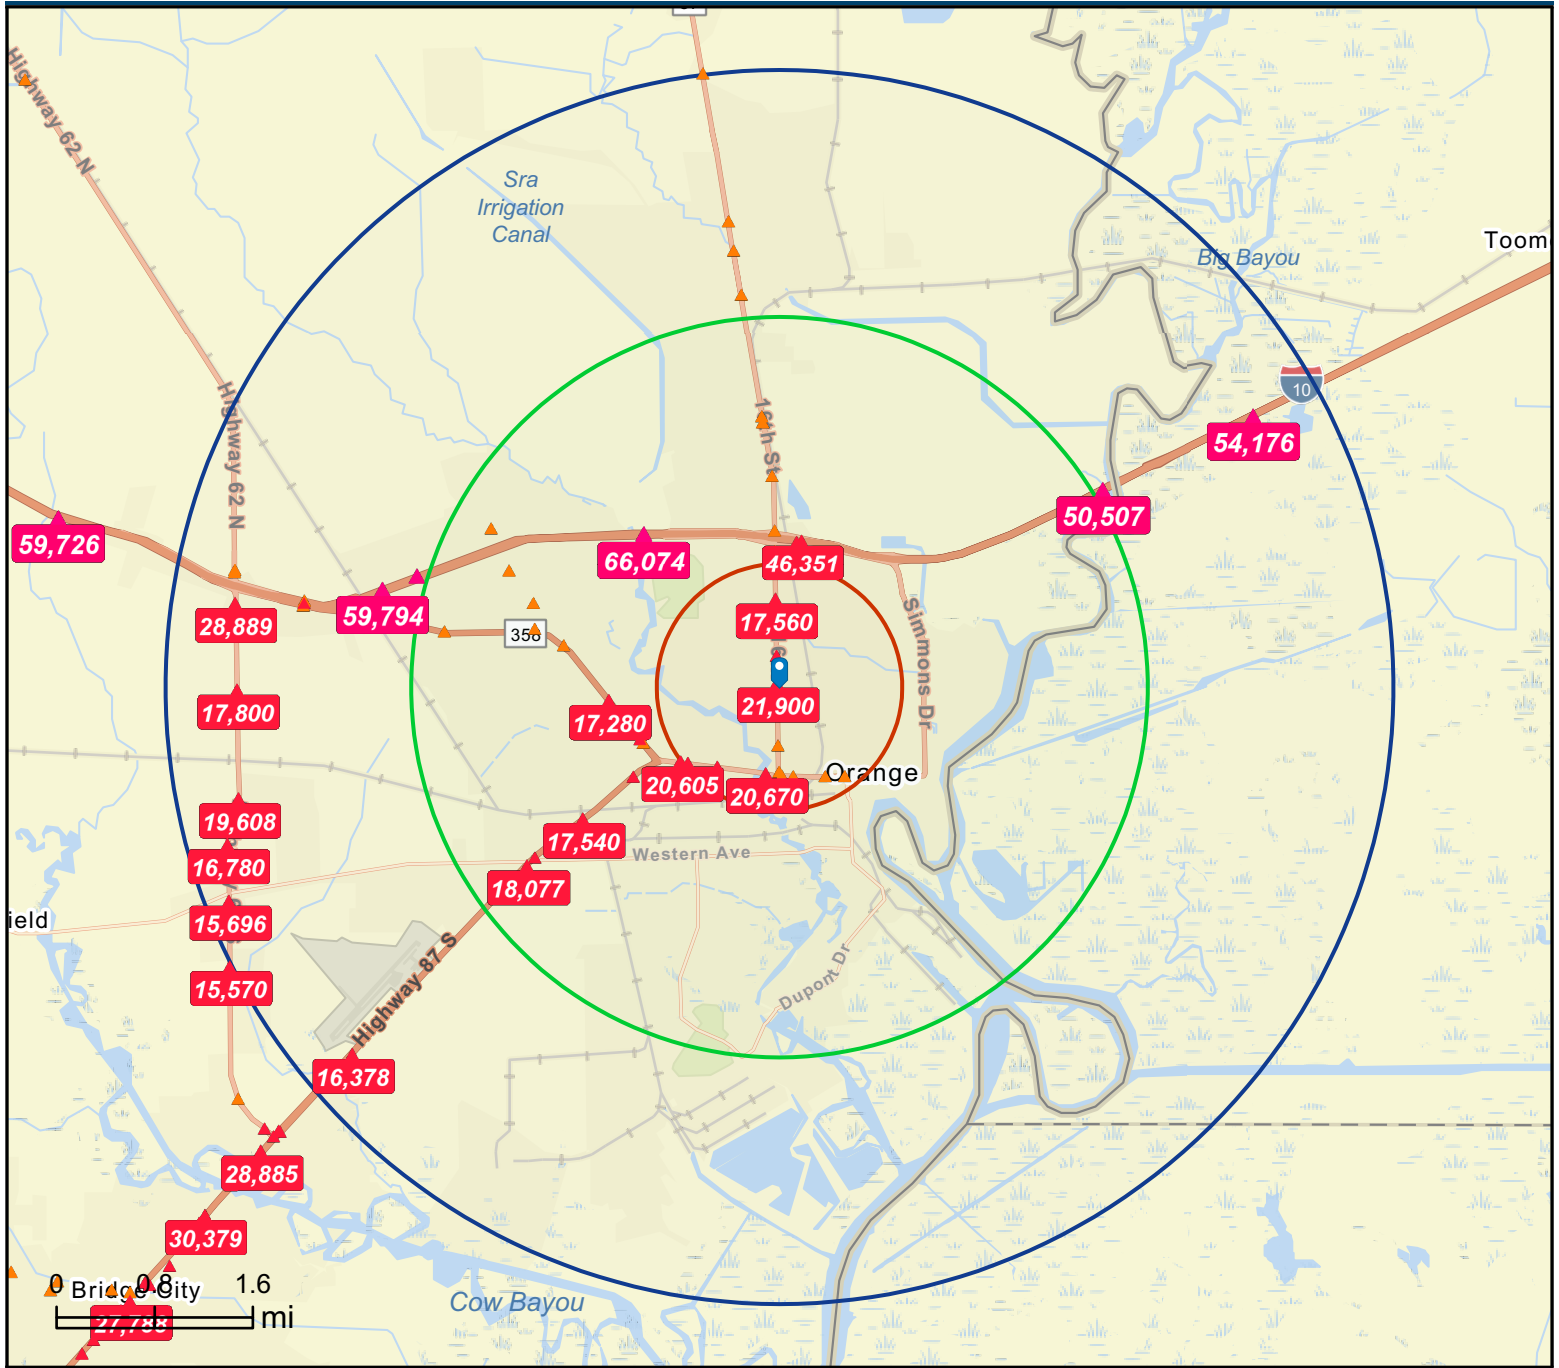 Highway 62 N
Sra
Irrigation
Canal
Toom
Big Bayou
10
Highway 62 N
16th St
54,176
50,507
59,726
66,074
46,351
59,794
28,889
17,560
358
Simmons Dr
17,800
17,280
21,900
Orange
20,605
20,670
19,608
17,540
Western Ave
16,780
18,077
ield
15,696
15,570
Highway 87 S
Dupont Dr
16,378
28,885
30,379
0 0.8 1.6
Bridge City
mi
27,788
Cow Bayou